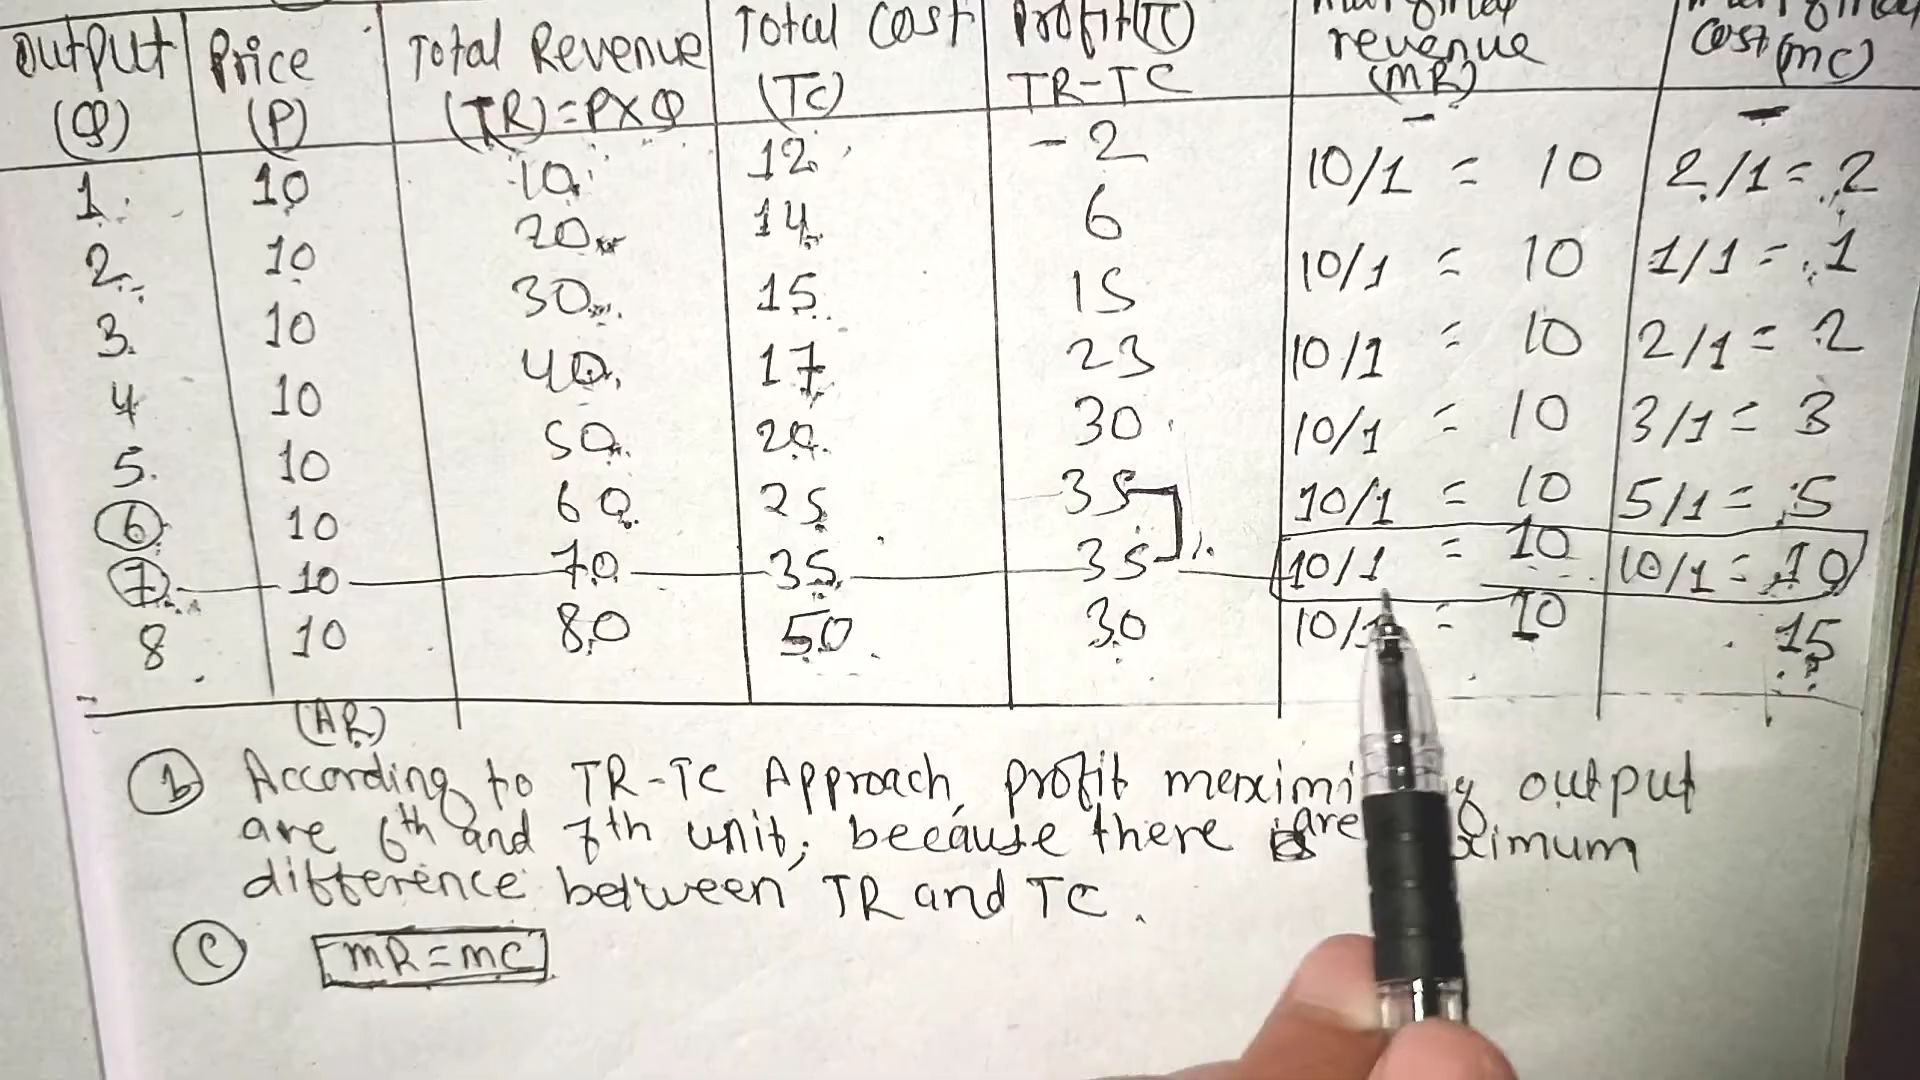 Output (Q) Price (P) Total Revenue (TR)=P×Q Total Cost (TC) Profit(π) TR-TC revenue (MR) cost (mc)
1. 10 10 12 -2 - -
2. 10 20 14 6 10/1 = 10 2/1 = 2
3. 10 30 15 15 10/1 = 10 1/1 = 1
4 10 40 17 23 10/1 = 10 2/1 = 2
5. 10 50 20 30 10/1 = 10 3/1 = 3
6 10 60 25 35 10/1 = 10 5/1 = 5
7 10 70 35 35 10/1 = 10 10/1 = 10
8 10 80 50 30 10/1 = 10 15
(AR)
b According to TR-TC Approach, profit output
are 6th and 7th unit; because there are
difference between TR and TC.
c MR=MC